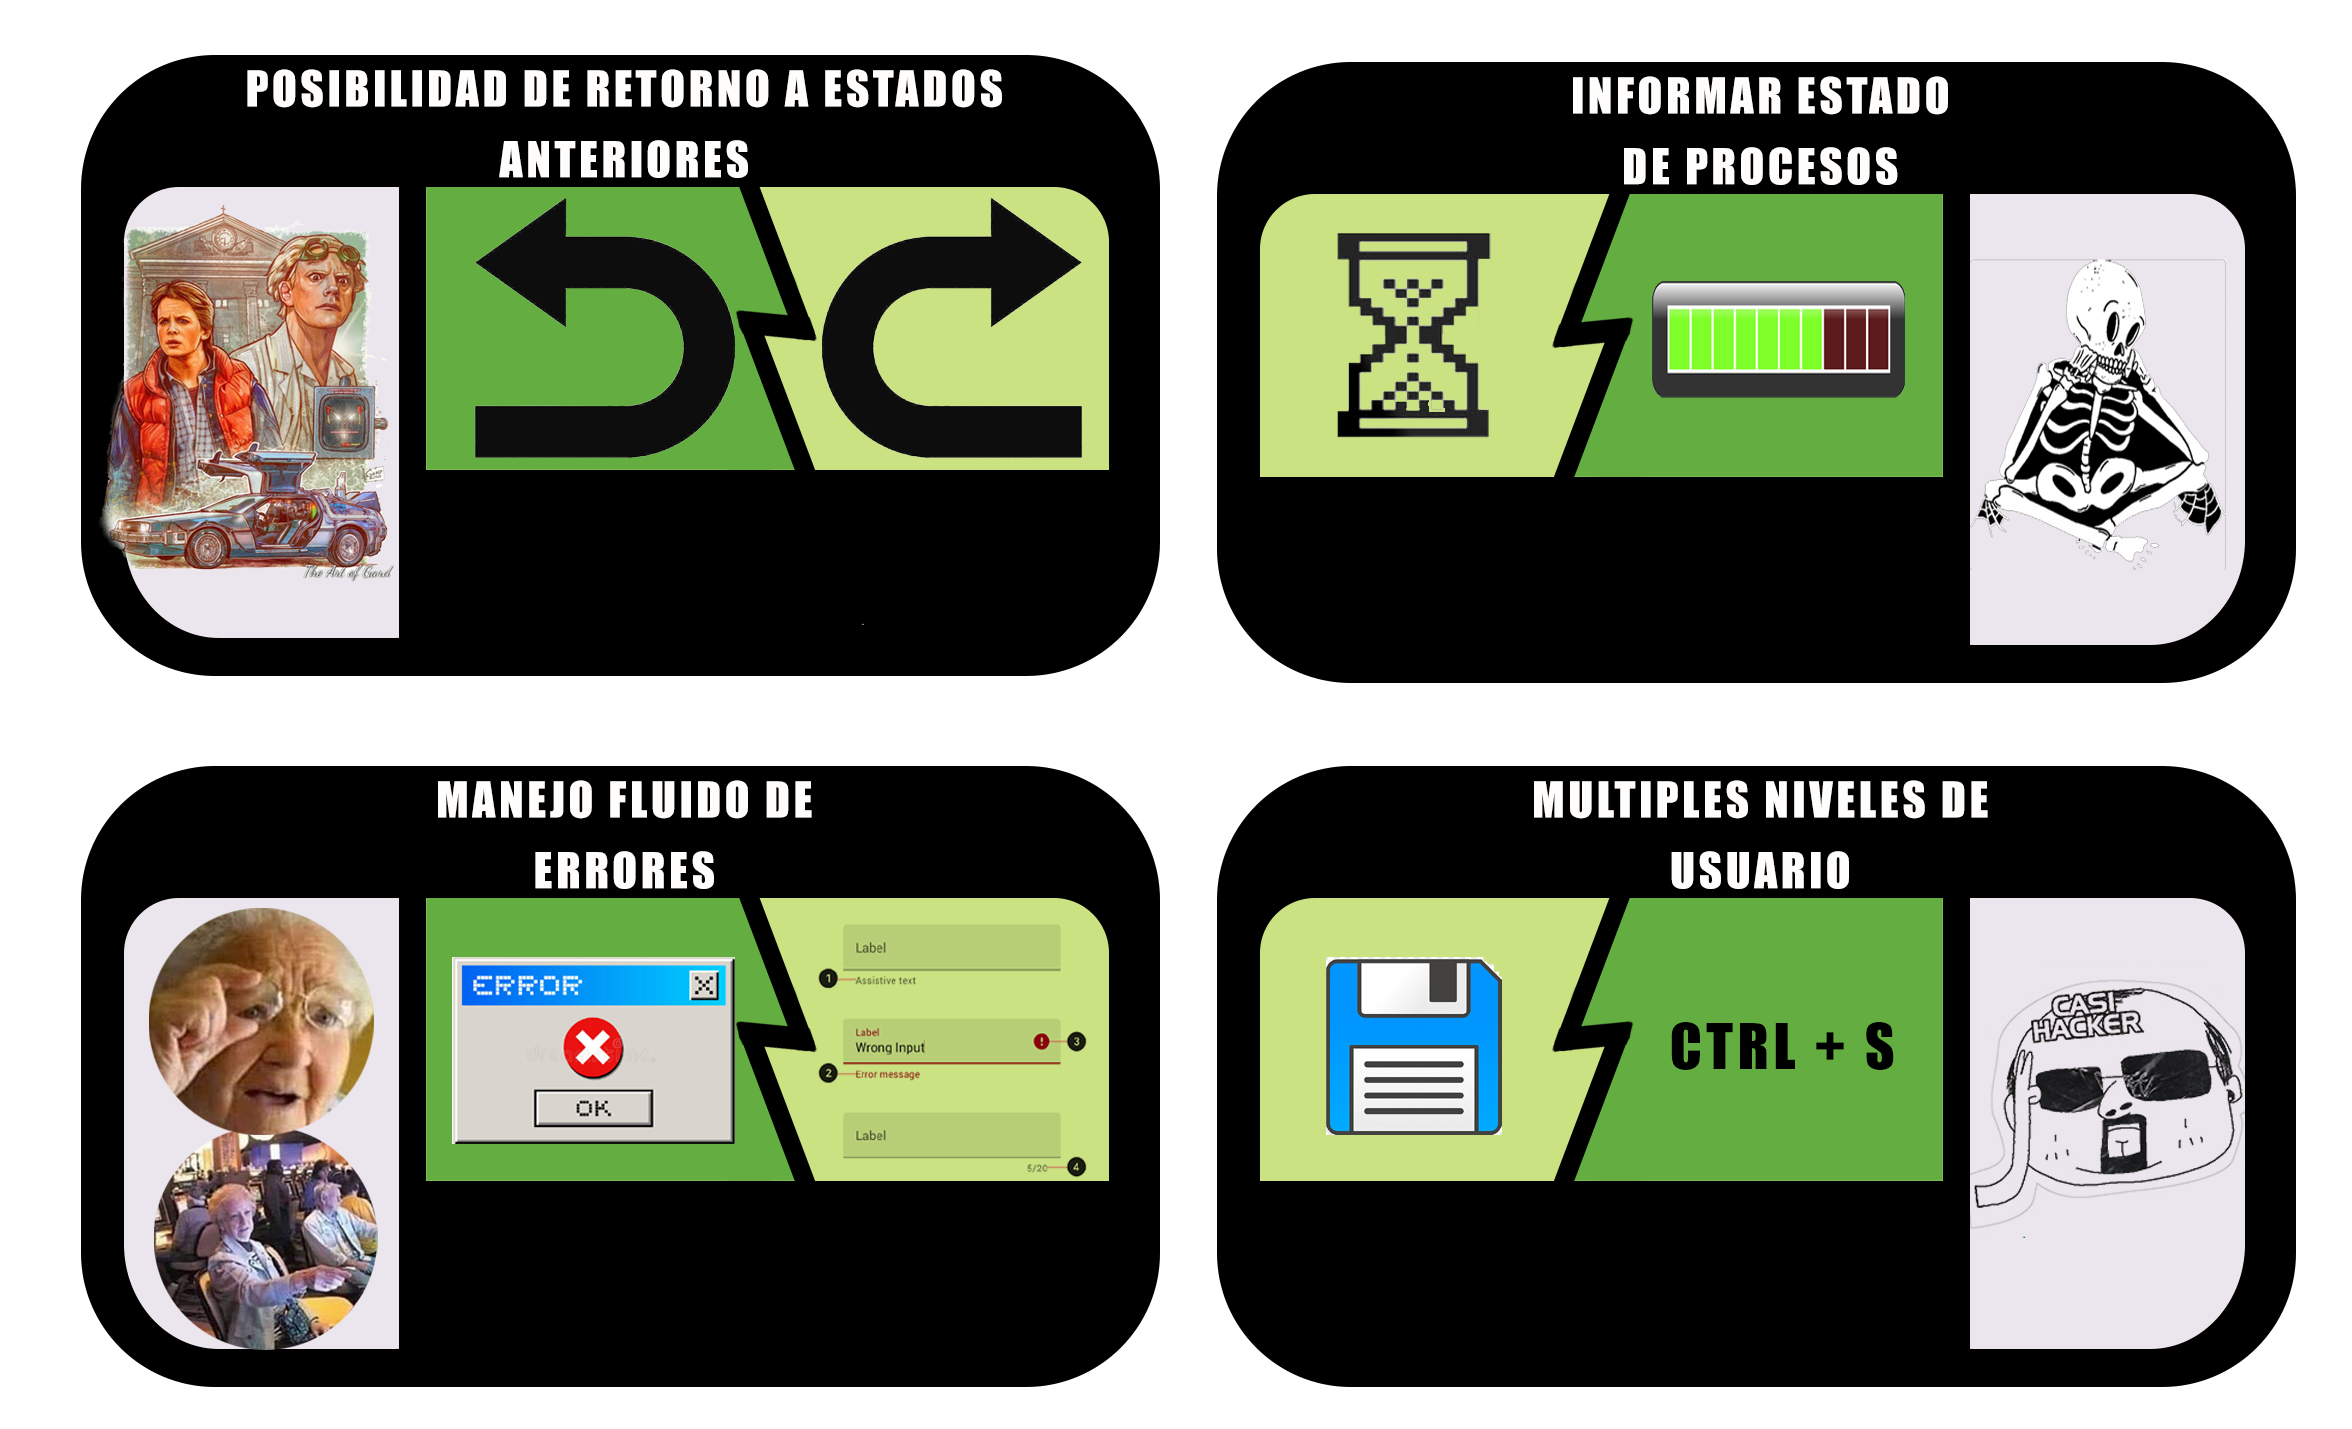 POSIBILIDAD DE RETORNO A ESTADOS
ANTERIORES
The Art of Gord
INFORMAR ESTADO
DE PROCESOS
MANEJO FLUIDO DE
ERRORES
ERROR
OK
Label
1 Assistive text
Label
Wrong Input
3
2 Error message
Label
5/20 4
MULTIPLES NIVELES DE
USUARIO
CTRL + S
CASI
HACKER